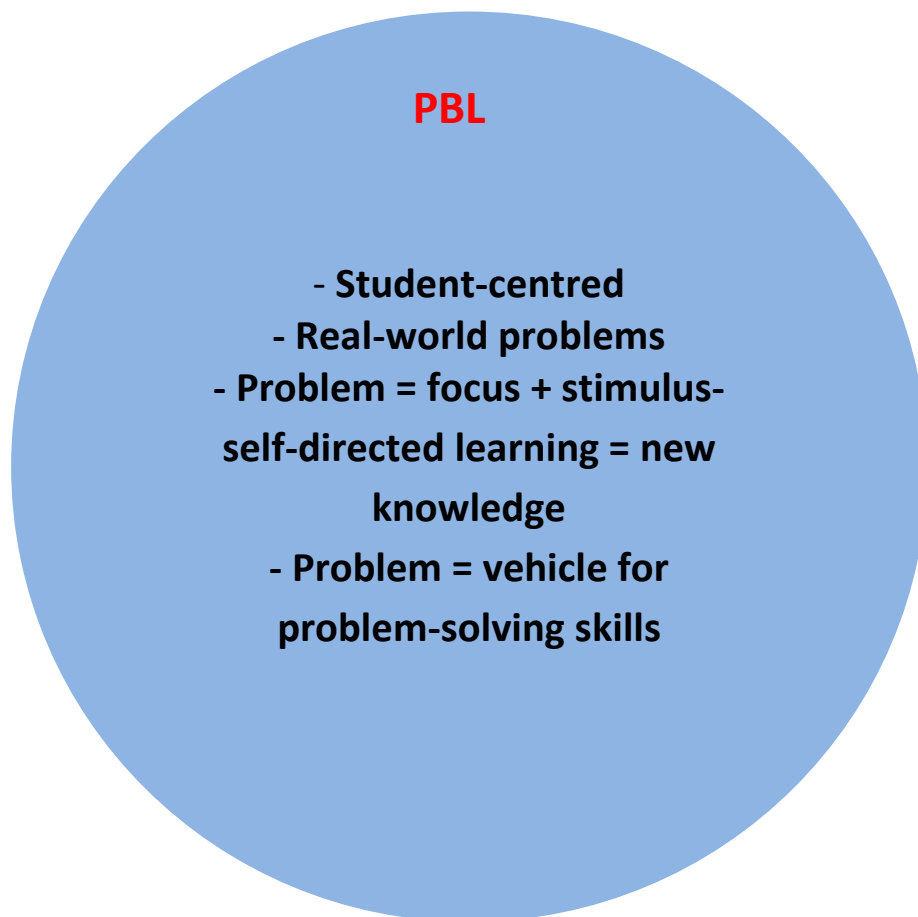 PBL
- Student-centred
- Real-world problems
- Problem = focus + stimulus-
self-directed learning = new
knowledge
- Problem = vehicle for
problem-solving skills